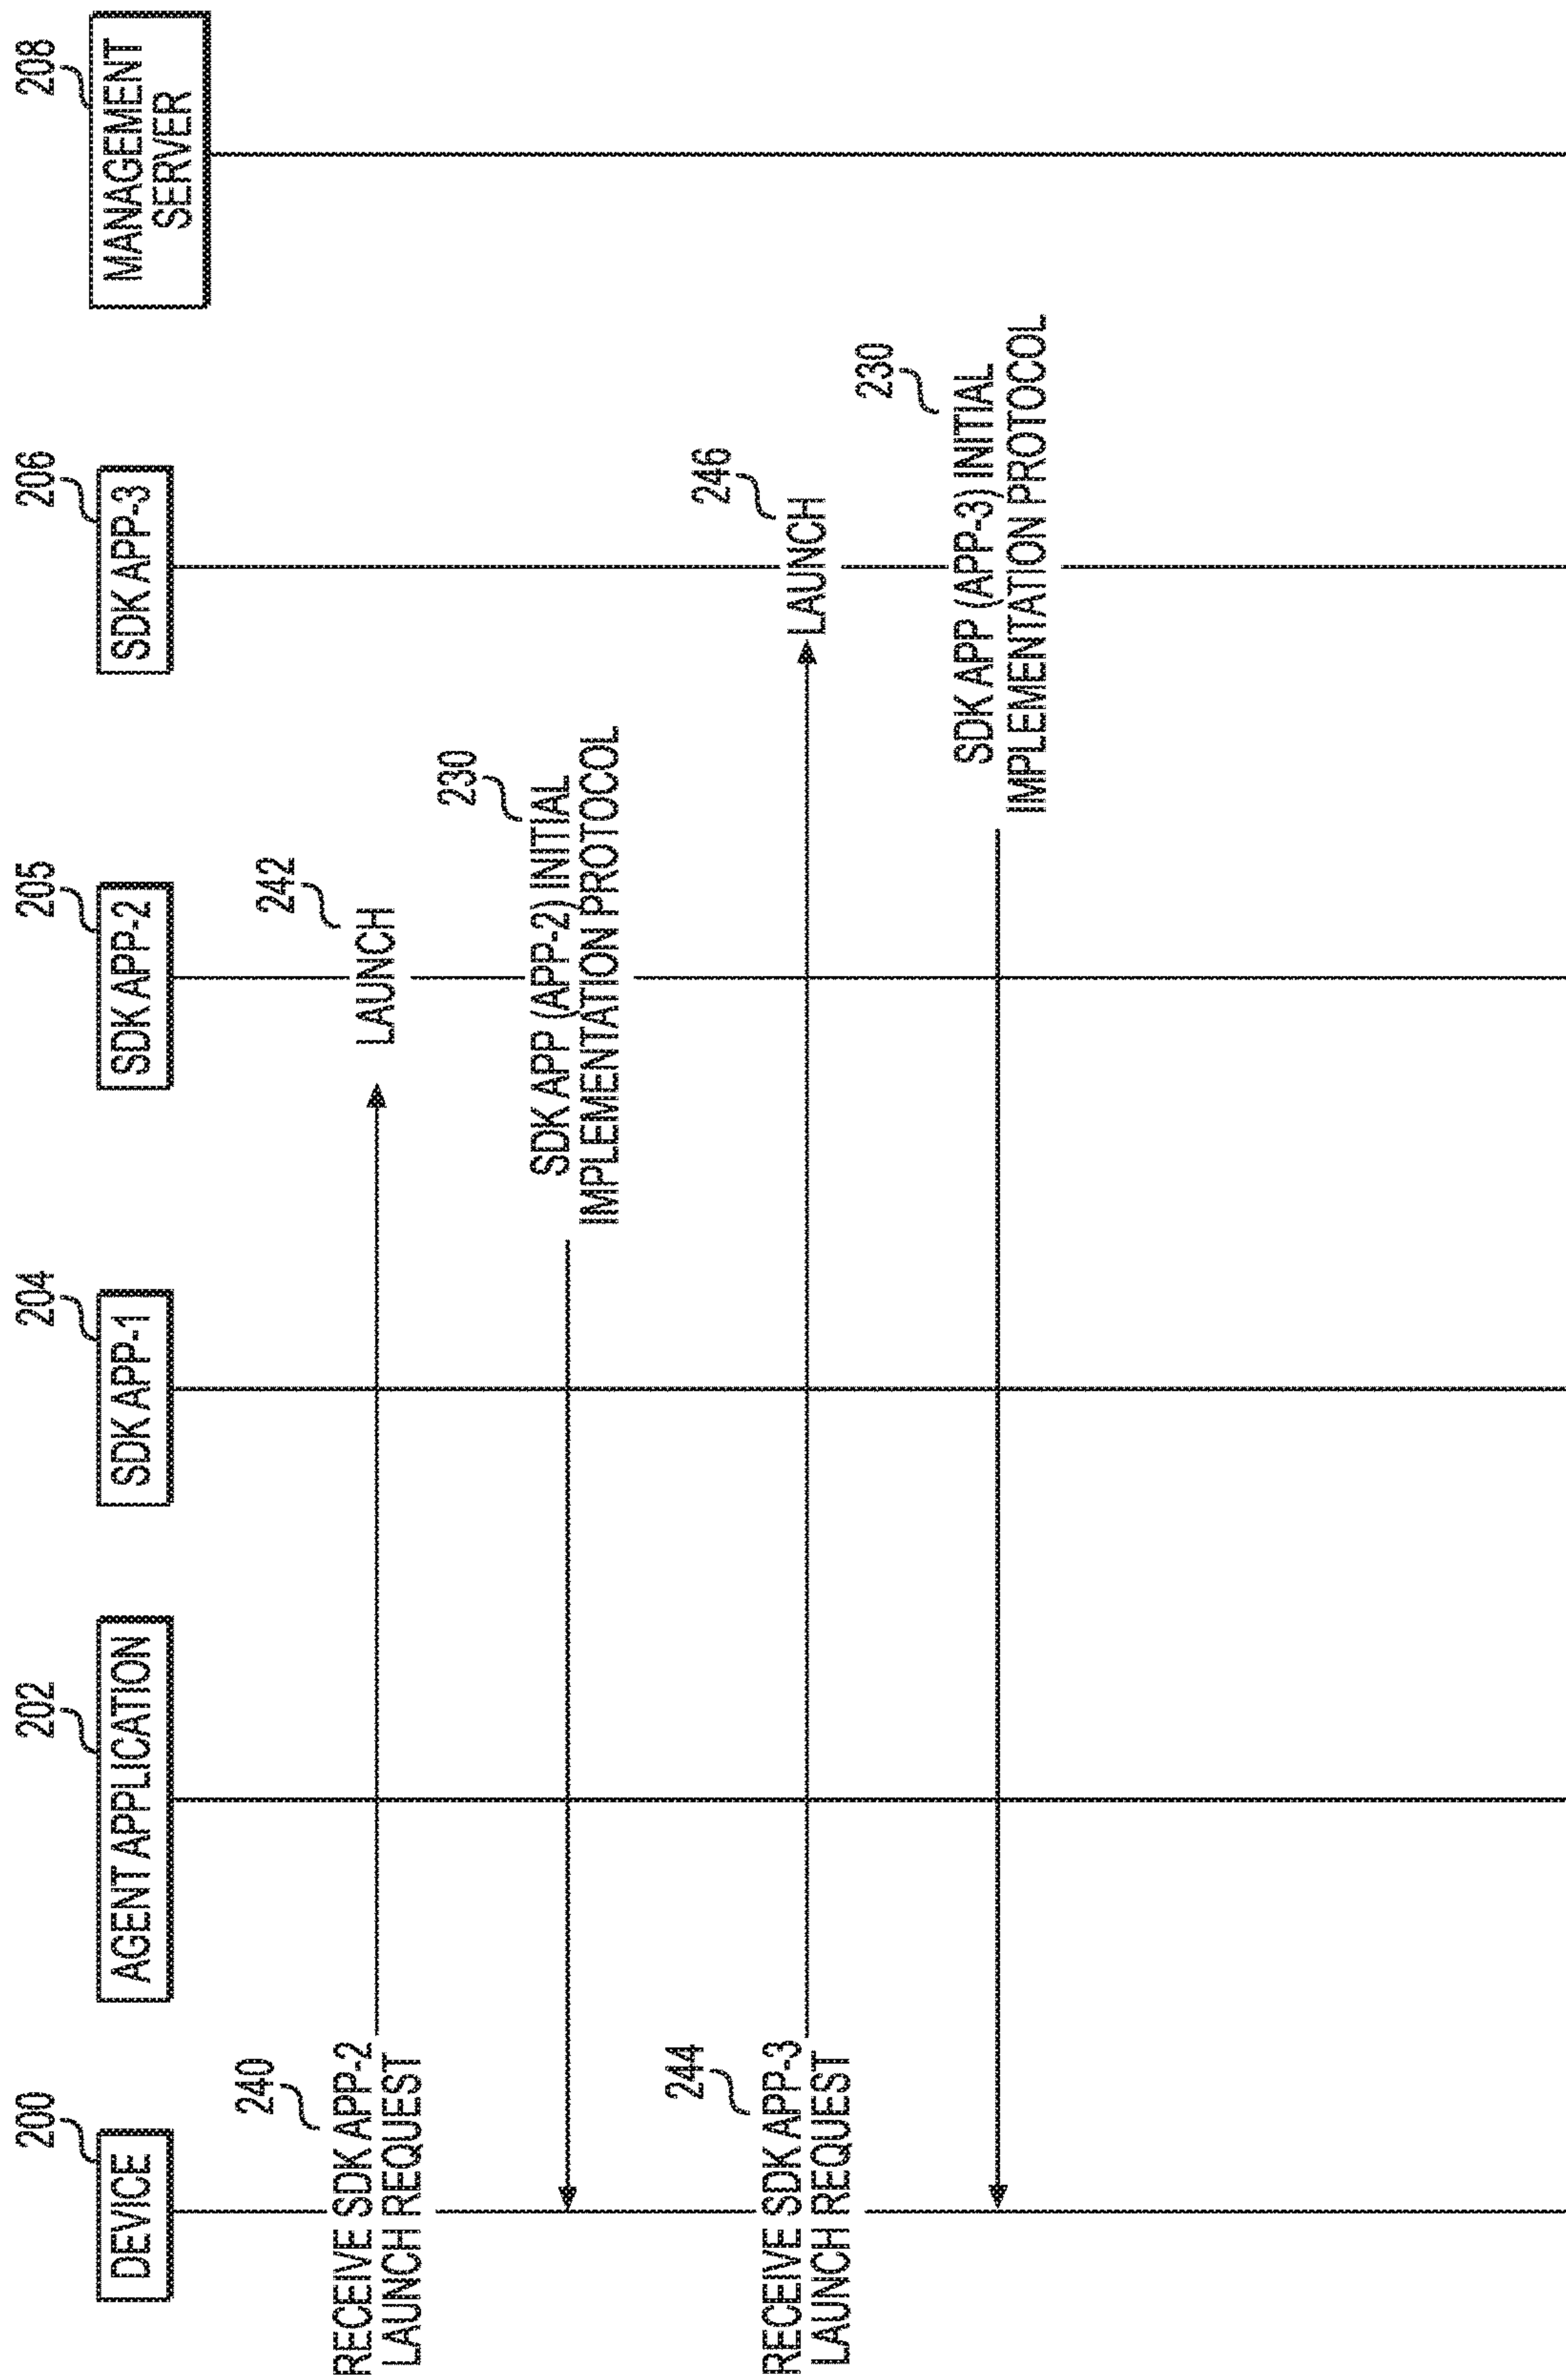 200
DEVICE
202
AGENT APPLICATION
204
SDK APP-1
205
SDK APP-2
206
SDK APP-3
208
MANAGEMENT
SERVER
240
RECEIVE SDK APP-2
LAUNCH REQUEST
242
LAUNCH
230
SDK APP (APP-2) INITIAL
IMPLEMENTATION PROTOCOL
244
RECEIVE SDK APP-3
LAUNCH REQUEST
246
LAUNCH
230
SDK APP (APP-3) INITIAL
IMPLEMENTATION PROTOCOL